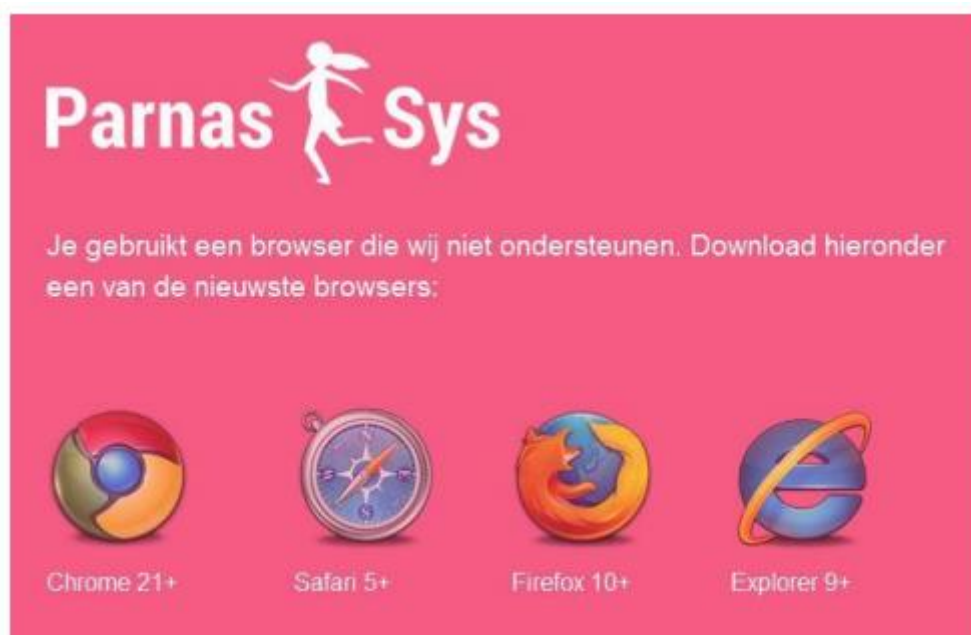 Parnas Sys
Je gebruikt een browser die wij niet ondersteunen. Download hieronder
een van de nieuwste browsers:
Chrome 21+
Safari 5+
Firefox 10+
Explorer 9+